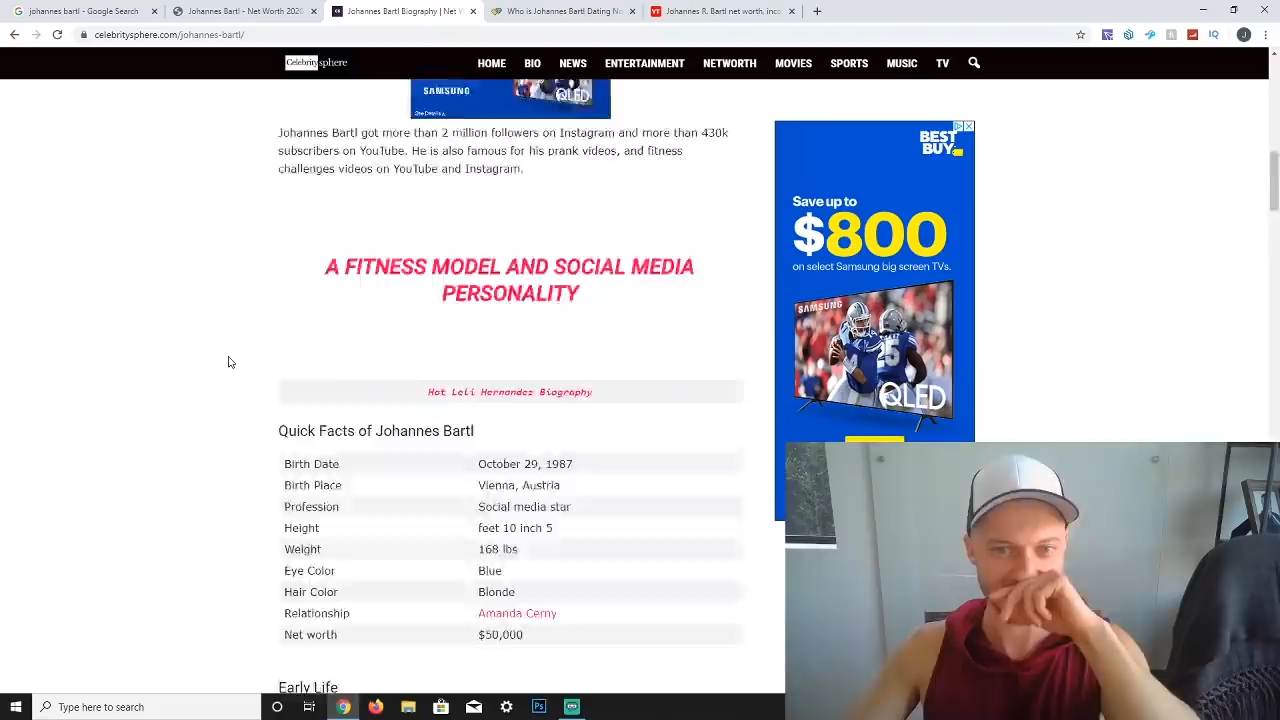 johannes bartl - Google Search
Johannes Bartl - Net Worth 2020
Johannes Bartl Biography | Net W
Who is Johannes Bartl Dating No
Johannes R. Bartl net worth, inco
celebritysphere.com/johannes-bartl/
Celebritysphere
HOME BIO NEWS ENTERTAINMENT NETWORTH MOVIES SPORTS MUSIC TV
SAMSUNG
QLED
Johannes Bartl got more than 2 million followers on Instagram and more than 430k
subscribers on YouTube. He is also famous for his prank videos, and fitness
challenges videos on YouTube and Instagram.
BEST
BUY
Save up to
$800
on select Samsung big screen TVs.
SAMSUNG
25
QLED
A FITNESS MODEL AND SOCIAL MEDIA
PERSONALITY
Hot Leli Hernandez Biography
Quick Facts of Johannes Bartl
Birth Date October 29, 1987
Birth Place Vienna, Austria
Profession Social media star
Height feet 10 inch 5
Weight 168 lbs
Eye Color Blue
Hair Color Blonde
Relationship Amanda Cerny
Net worth $50,000
Early Life
Type here to search